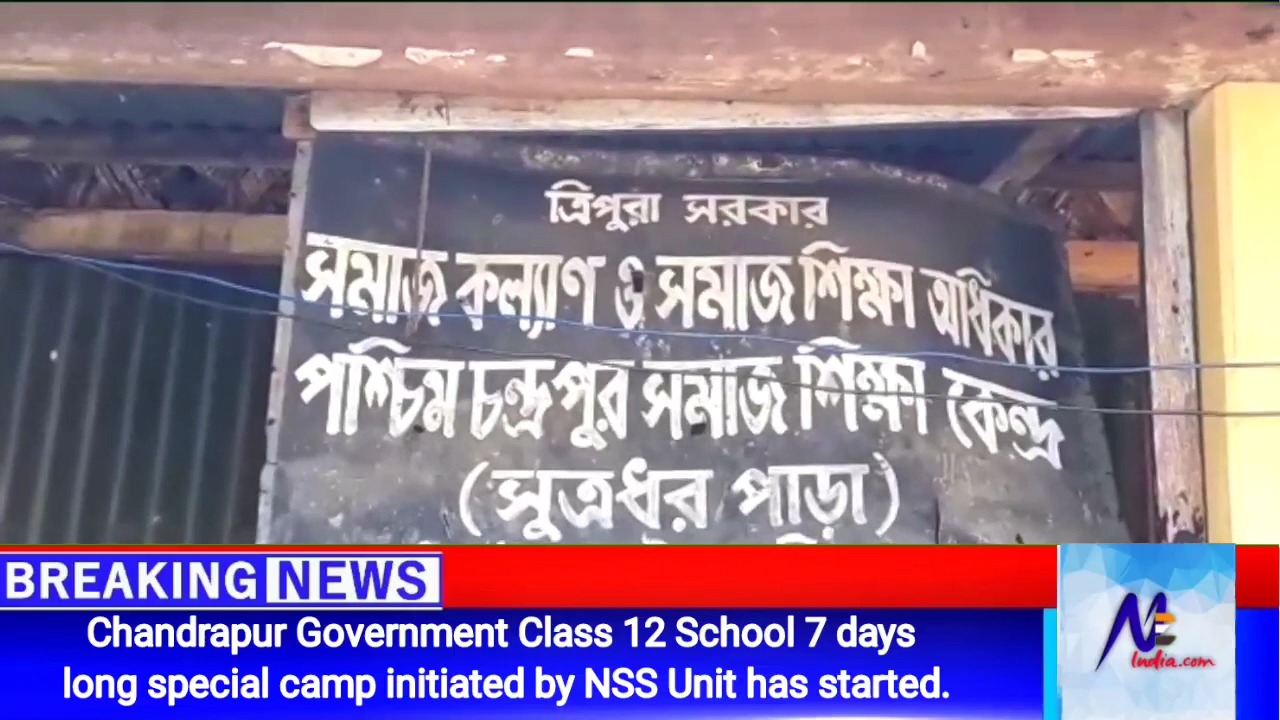 ত্রিপুরা সরকার
সমাজ কল্যাণ ও সমাজ শিক্ষা অধিকার
পশ্চিম চন্দ্রপুর সমাজ শিক্ষা কেন্দ্র
(সুত্রধর পাড়া)
BREAKING NEWS
Chandrapur Government Class 12 School 7 days
long special camp initiated by NSS Unit has started.
NE
India.com